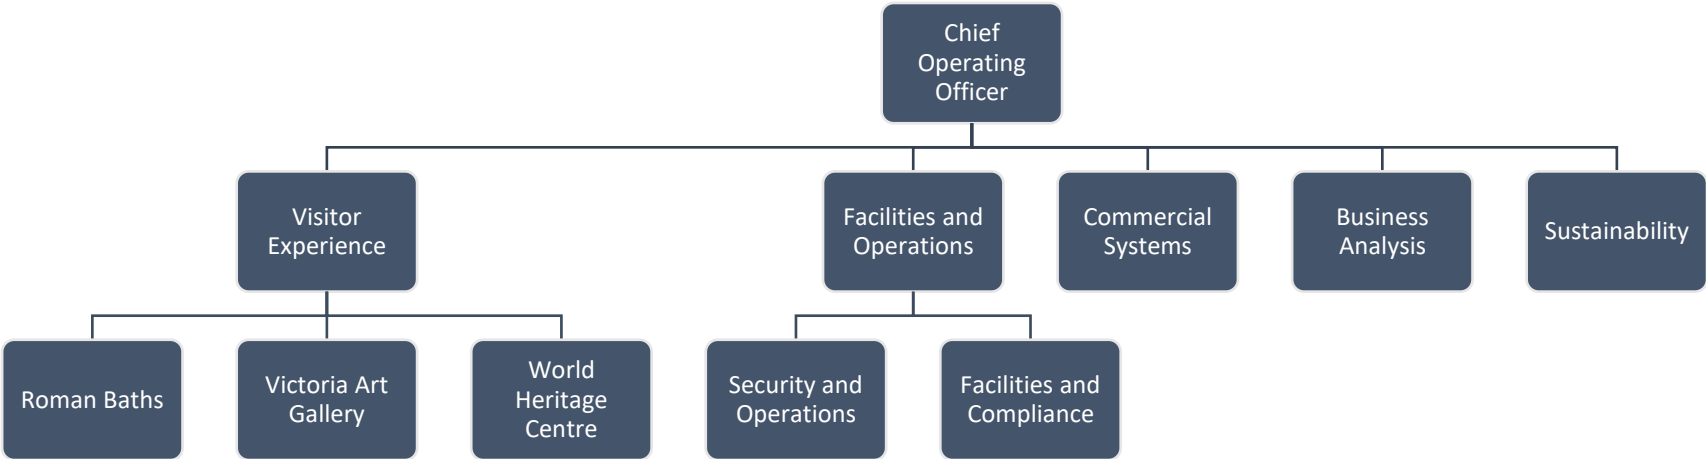 Chief
Operating
Officer
Visitor
Experience
Facilities and
Operations
Commercial
Systems
Business
Analysis
Sustainability
Roman Baths
Victoria Art
Gallery
World
Heritage
Centre
Security and
Operations
Facilities and
Compliance